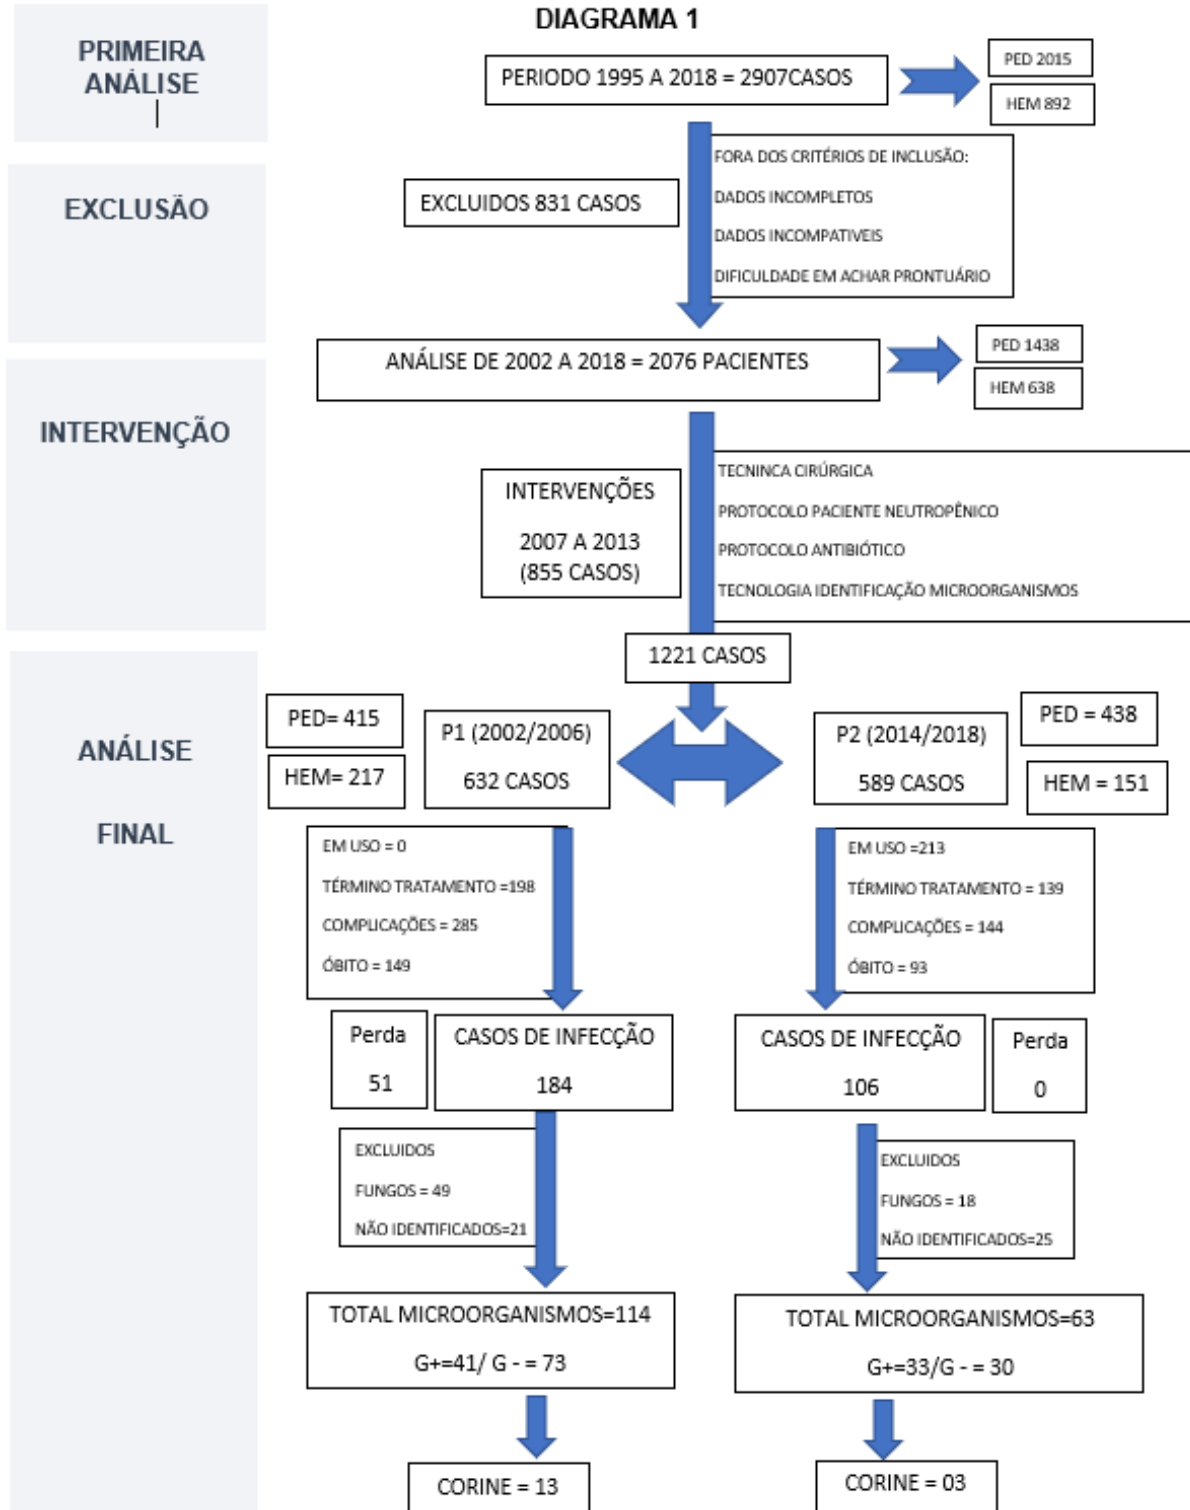 DIAGRAMA 1
PRIMEIRA
ANÁLISE
PERIODO 1995 A 2018 = 2907CASOS
PED 2015
HEM 892
EXCLUSÃO
EXCLUIDOS 831 CASOS
FORA DOS CRITÉRIOS DE INCLUSÃO:
DADOS INCOMPLETOS
DADOS INCOMPATIVEIS
DIFICULDADE EM ACHAR PRONTUÁRIO
ANÁLISE DE 2002 A 2018 = 2076 PACIENTES
PED 1438
HEM 638
INTERVENÇÃO
INTERVENÇÕES
2007 A 2013
(855 CASOS)
TECNINCA CIRÚRGICA
PROTOCOLO PACIENTE NEUTROPÊNICO
PROTOCOLO ANTIBIÓTICO
TECNOLOGIA IDENTIFICAÇÃO MICROORGANISMOS
1221 CASOS
ANÁLISE
FINAL
PED= 415
HEM= 217
P1 (2002/2006)
632 CASOS
P2 (2014/2018)
589 CASOS
PED = 438
HEM = 151
EM USO = 0
TÉRMINO TRATAMENTO =198
COMPLICAÇÕES = 285
ÓBITO = 149
EM USO =213
TÉRMINO TRATAMENTO = 139
COMPLICAÇÕES = 144
ÓBITO = 93
Perda
51
CASOS DE INFECÇÃO
184
CASOS DE INFECÇÃO
106
Perda
0
EXCLUIDOS
FUNGOS = 49
NÃO IDENTIFICADOS=21
EXCLUIDOS
FUNGOS = 18
NÃO IDENTIFICADOS=25
TOTAL MICROORGANISMOS=114
G+=41/ G - = 73
TOTAL MICROORGANISMOS=63
G+=33/G - = 30
CORINE = 13
CORINE = 03